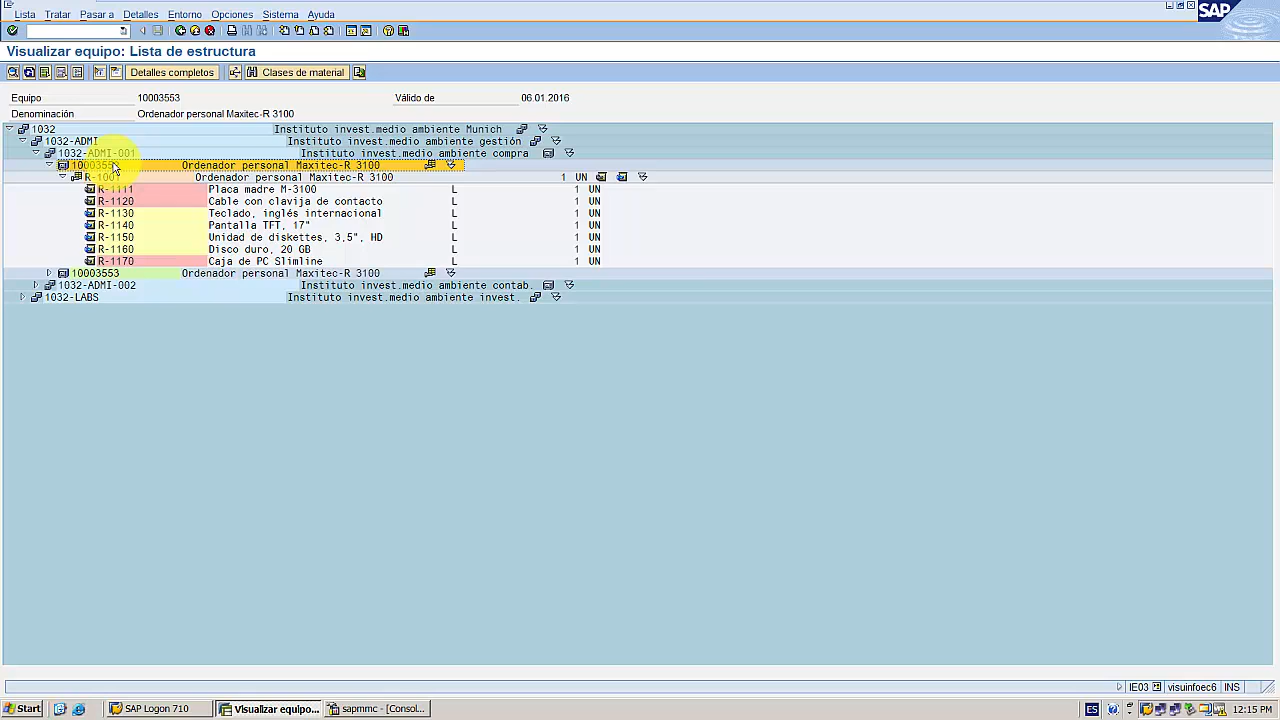 Lista Tratar Pasar a Detalles Entorno Opciones Sistema Ayuda
SAP
Visualizar equipo: Lista de estructura
Detalles completos Clases de material
Equipo 10003553 Válido de 06.01.2016
Denominación Ordenador personal Maxitec-R 3100
1032 Instituto invest.medio ambiente Munich
1032-ADMI Instituto invest.medio ambiente gestión
1032-ADMI-001 Instituto invest.medio ambiente compra
Ordenador personal Maxitec-R 3100
R-1001 Ordenador personal Maxitec-R 3100 1 UN
R-1111 Placa madre M-3100 L 1 UN
R-1120 Cable con clavija de contacto L 1 UN
R-1130 Teclado, inglés internacional L 1 UN
R-1140 Pantalla TFT, 17" L 1 UN
R-1150 Unidad de diskettes, 3,5", HD L 1 UN
R-1160 Disco duro, 20 GB L 1 UN
R-1170 Caja de PC Slimline L 1 UN
10003553 Ordenador personal Maxitec-R 3100
1032-ADMI-002 Instituto invest.medio ambiente contab.
1032-LABS Instituto invest.medio ambiente invest.
IE03 visuinfoec6 INS
Start SAP Logon 710 Visualizar equipo... sapmmc - [Consol... ES 12:15 PM